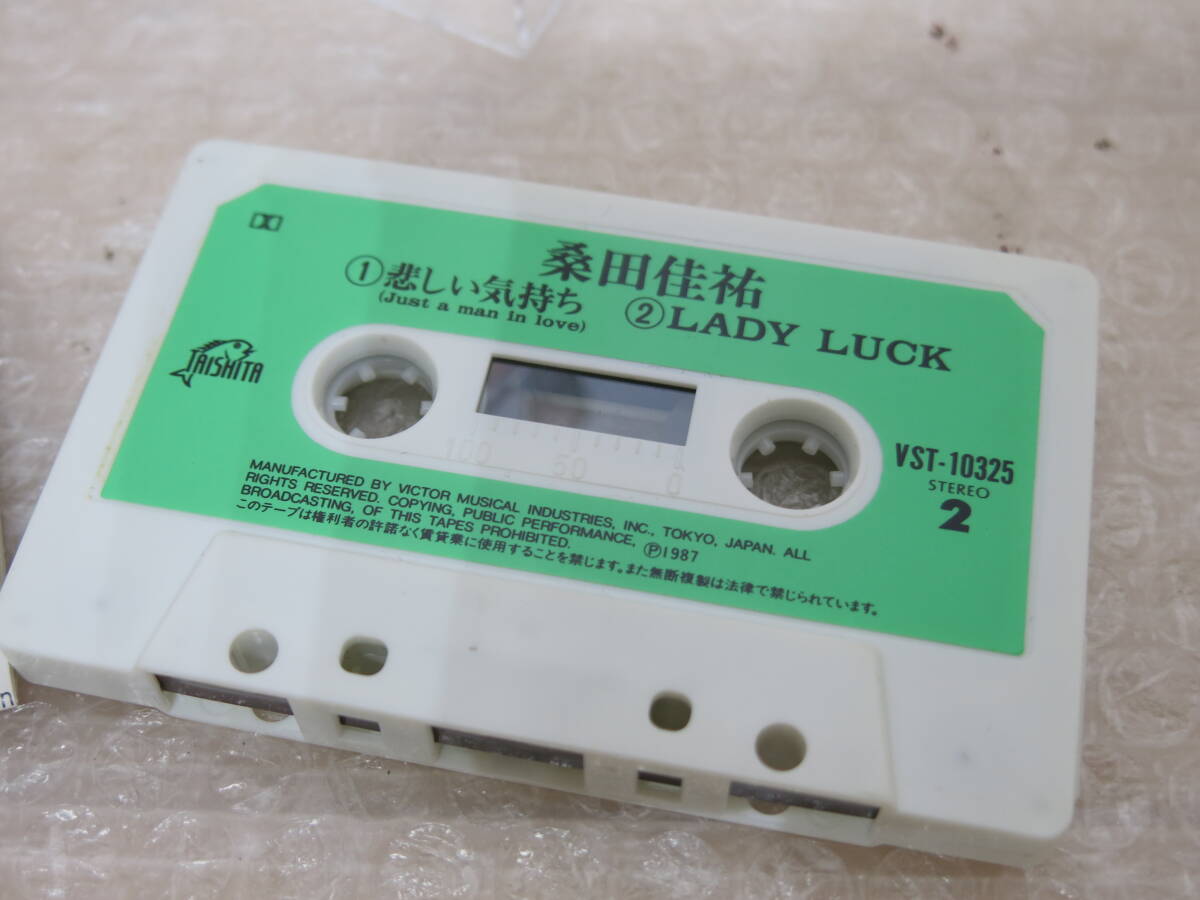 桑田佳祐
①悲しい気持ち
(Just a man in love)
②LADY LUCK
TAISHITA
100 50 0
VST-10325
STEREO
2
MANUFACTURED BY VICTOR MUSICAL INDUSTRIES, INC., TOKYO, JAPAN. ALL
RIGHTS RESERVED. COPYING, PUBLIC PERFORMANCE,
BROADCASTING, OF THIS TAPES PROHIBITED. Ⓟ1987
このテープは権利者の許諾なく賃貸業に使用することを禁じます。また無断複製は法律で禁じられています。
n